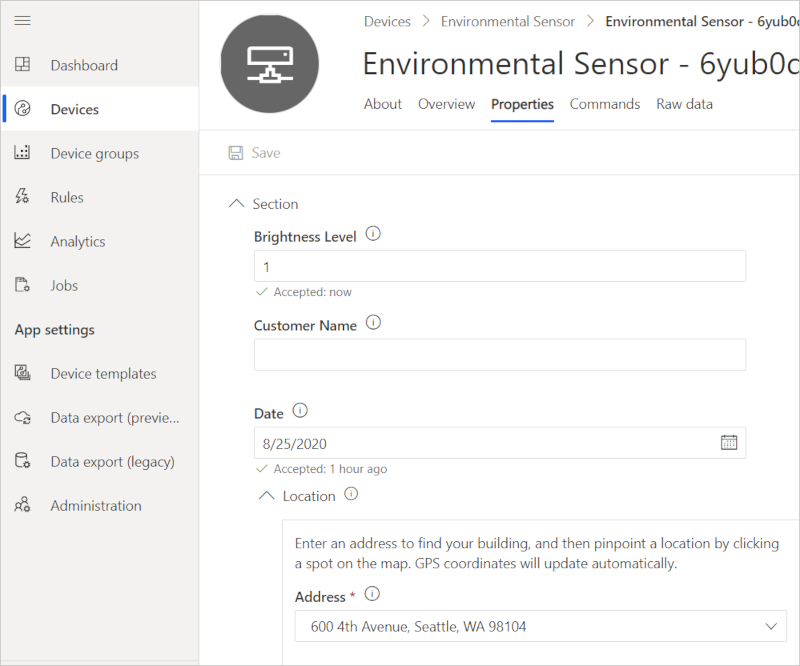 Dashboard
Devices
Device groups
Rules
Analytics
Jobs
App settings
Device templates
Data export (previe...
Data export (legacy)
Administration
Devices > Environmental Sensor > Environmental Sensor - 6yub0
Environmental Sensor - 6yub0
About Overview Properties Commands Raw data
Save
Section
Brightness Level
1
Accepted: now
Customer Name
Date
8/25/2020
Accepted: 1 hour ago
Location
Enter an address to find your building, and then pinpoint a location by clicking
a spot on the map. GPS coordinates will update automatically.
Address *
600 4th Avenue, Seattle, WA 98104